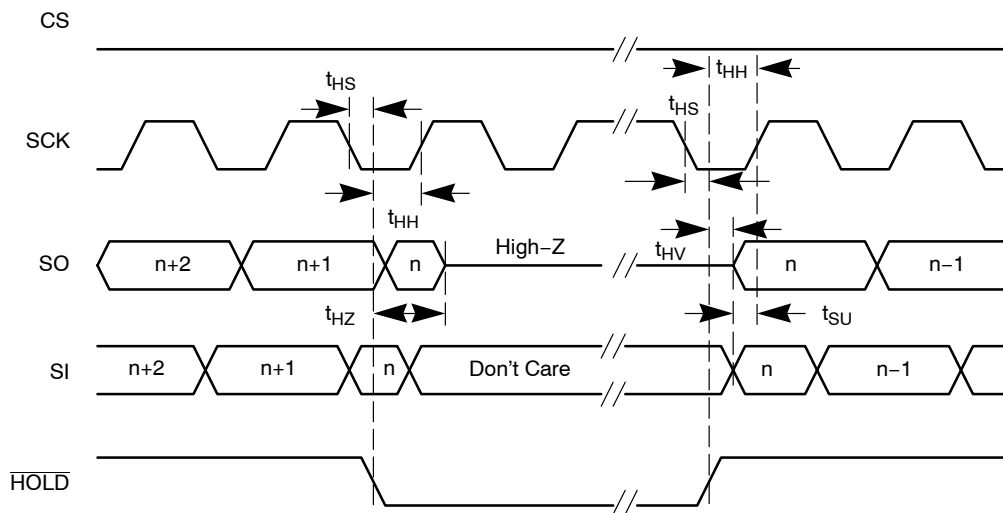 CS
tHH
tHS
tHS
SCK
tHH
High−Z
SO
n+2
n+1
n
tHV
n
n−1
tHZ
tSU
SI
n+2
n+1
n
Don't Care
n
n−1
HOLD